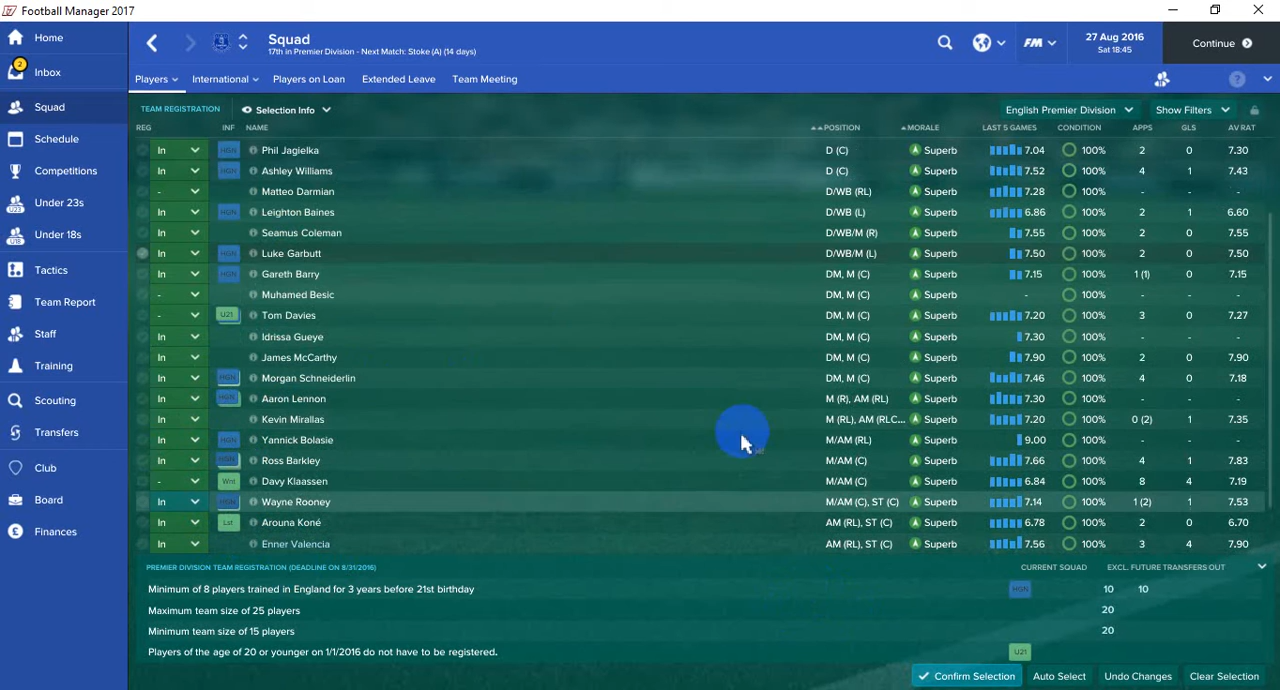 Football Manager 2017
Home
2
Inbox
Squad
Schedule
Competitions
U23
Under 23s
U18
Under 18s
Tactics
Team Report
Staff
Training
Scouting
Transfers
Club
Board
Finances
Squad
17th in Premier Division - Next Match: Stoke (A) (14 days)
FM
27 Aug 2016
Sat 18:45
Continue
Players International Players on Loan Extended Leave Team Meeting
?
TEAM REGISTRATION Selection Info English Premier Division Show Filters
REG INF NAME POSITION MORALE LAST 5 GAMES CONDITION APPS GLS AV RAT
In HGN Phil Jagielka D (C) Superb 7.04 100% 2 0 7.30
In HGN Ashley Williams D (C) Superb 7.52 100% 4 1 7.43
- Matteo Darmian D/WB (RL) Superb 7.28 100% - - -
In HGN Leighton Baines D/WB (L) Superb 6.86 100% 2 1 6.60
In Seamus Coleman D/WB/M (R) Superb 7.55 100% 2 0 7.55
In HGN Luke Garbutt D/WB/M (L) Superb 7.50 100% 2 0 7.50
In HGN Gareth Barry DM, M (C) Superb 7.15 100% 1 (1) 0 7.15
- Muhamed Besic DM, M (C) Superb - 100% - - -
- U21 Tom Davies DM, M (C) Superb 7.20 100% 3 0 7.27
In Idrissa Gueye DM, M (C) Superb 7.30 100% - - -
In James McCarthy DM, M (C) Superb 7.90 100% 2 0 7.90
In HGN Morgan Schneiderlin DM, M (C) Superb 7.46 100% 4 0 7.18
In HGN Aaron Lennon M (R), AM (RL) Superb 7.30 100% 2 0 7.35
In Kevin Mirallas M (RL), AM (RLC... Superb 7.20 100% 0 (2) 1 7.35
In HGN Yannick Bolasie M/AM (RL) Superb 9.00 100% - - -
In HGN Ross Barkley M/AM (C) Superb 7.66 100% 4 1 7.83
- Wnt Davy Klaassen M/AM (C) Superb 6.84 100% 8 4 7.19
In HGN Wayne Rooney M/AM (C), ST (C) Superb 7.14 100% 1 (2) 1 7.53
In Lst Arouna Koné AM (RL), ST (C) Superb 6.78 100% 2 0 6.70
In Enner Valencia AM (RL), ST (C) Superb 7.56 100% 3 4 7.90
PREMIER DIVISION TEAM REGISTRATION (DEADLINE ON 8/31/2016) CURRENT SQUAD EXCL. FUTURE TRANSFERS OUT
Minimum of 8 players trained in England for 3 years before 21st birthday HGN 10 10
Maximum team size of 25 players 20
Minimum team size of 15 players 20
Players of the age of 20 or younger on 1/1/2016 do not have to be registered. U21
Confirm Selection Auto Select Undo Changes Clear Selection